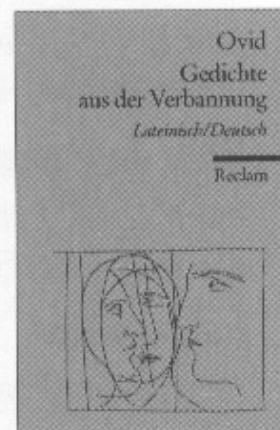 Ovid
Gedichte
aus der Verbannung
Lateinisch/Deutsch
Reclam